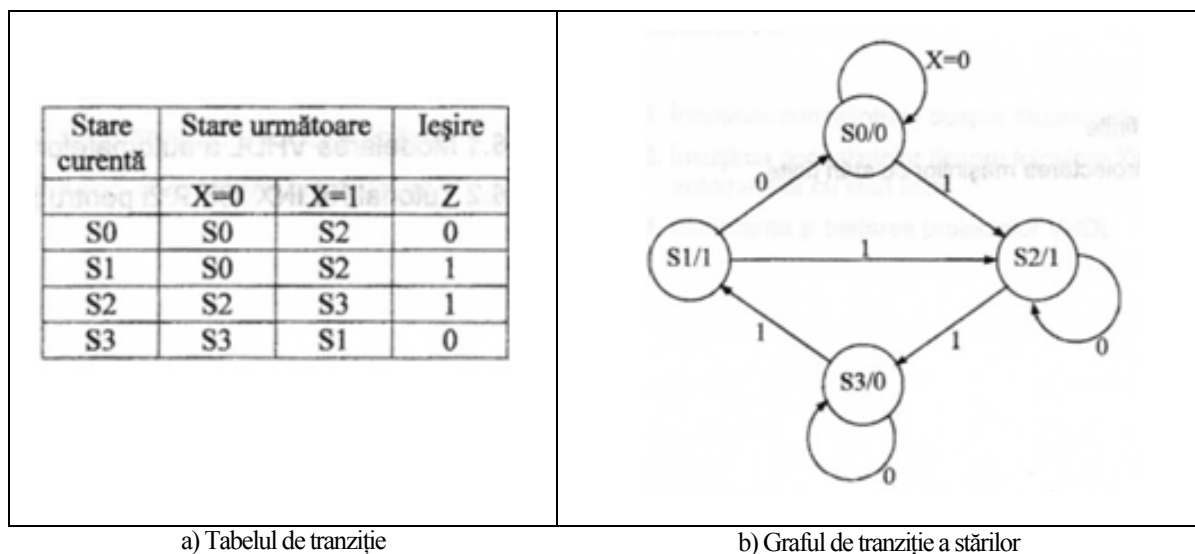 Stare curentă Stare următoare Ieşire
X=0 X=1 Z
S0 S0 S2 0
S1 S0 S2 1
S2 S2 S3 1
S3 S3 S1 0
X=0
S0/0
0 1
S1/1 1 S2/1
1 1 0
S3/0
0
a) Tabelul de tranziție
b) Graful de tranziție a stărilor